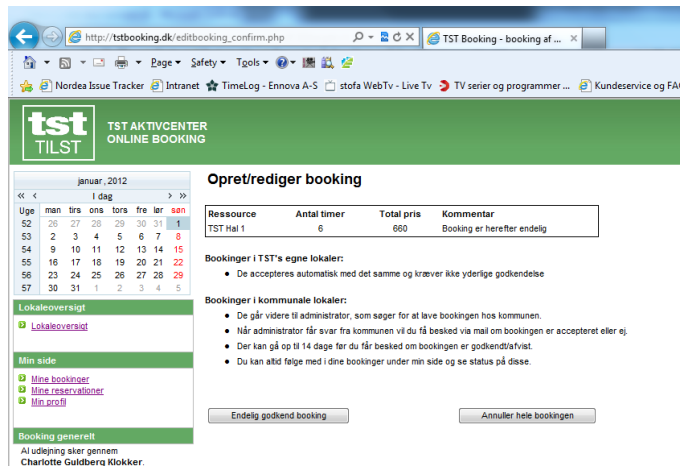 http://tstbooking.dk/editbooking_confirm.php
TST Booking - booking af ...
Page Safety Tools
Nordea Issue Tracker Intranet TimeLog - Ennova A-S stofa WebTv - Live Tv TV serier og programmer ... Kundeservice og FA
tst
TILST
TST AKTIVCENTER
ONLINE BOOKING
januar , 2012
« ‹ I dag › »
Uge man tirs ons tors fre lør søn
52 26 27 28 29 30 31 1
53 2 3 4 5 6 7 8
54 9 10 11 12 13 14 15
55 16 17 18 19 20 21 22
56 23 24 25 26 27 28 29
57 30 31 1 2 3 4 5
Lokaleoversigt
Lokaleoversigt
Min side
Mine bookinger
Mine reservationer
Min profil
Booking generelt
Al udlejning sker gennem
Charlotte Guldberg Klokker.
Opret/rediger booking
Ressource Antal timer Total pris Kommentar
TST Hal 1 6 660 Booking er herefter endelig
Bookinger i TST's egne lokaler:
• De accepteres automatisk med det samme og kræver ikke yderlige godkendelse
Bookinger i kommunale lokaler:
• De går videre til administrator, som søger for at lave bookingen hos kommunen.
• Når administrator får svar fra kommunen vil du få besked via mail om bookingen er accepteret eller ej.
• Der kan gå op til 14 dage før du får besked om bookingen er godkendt/afvist.
• Du kan altid følge med i dine bookinger under min side og se status på disse.
Endelig godkend booking Annuller hele bookingen